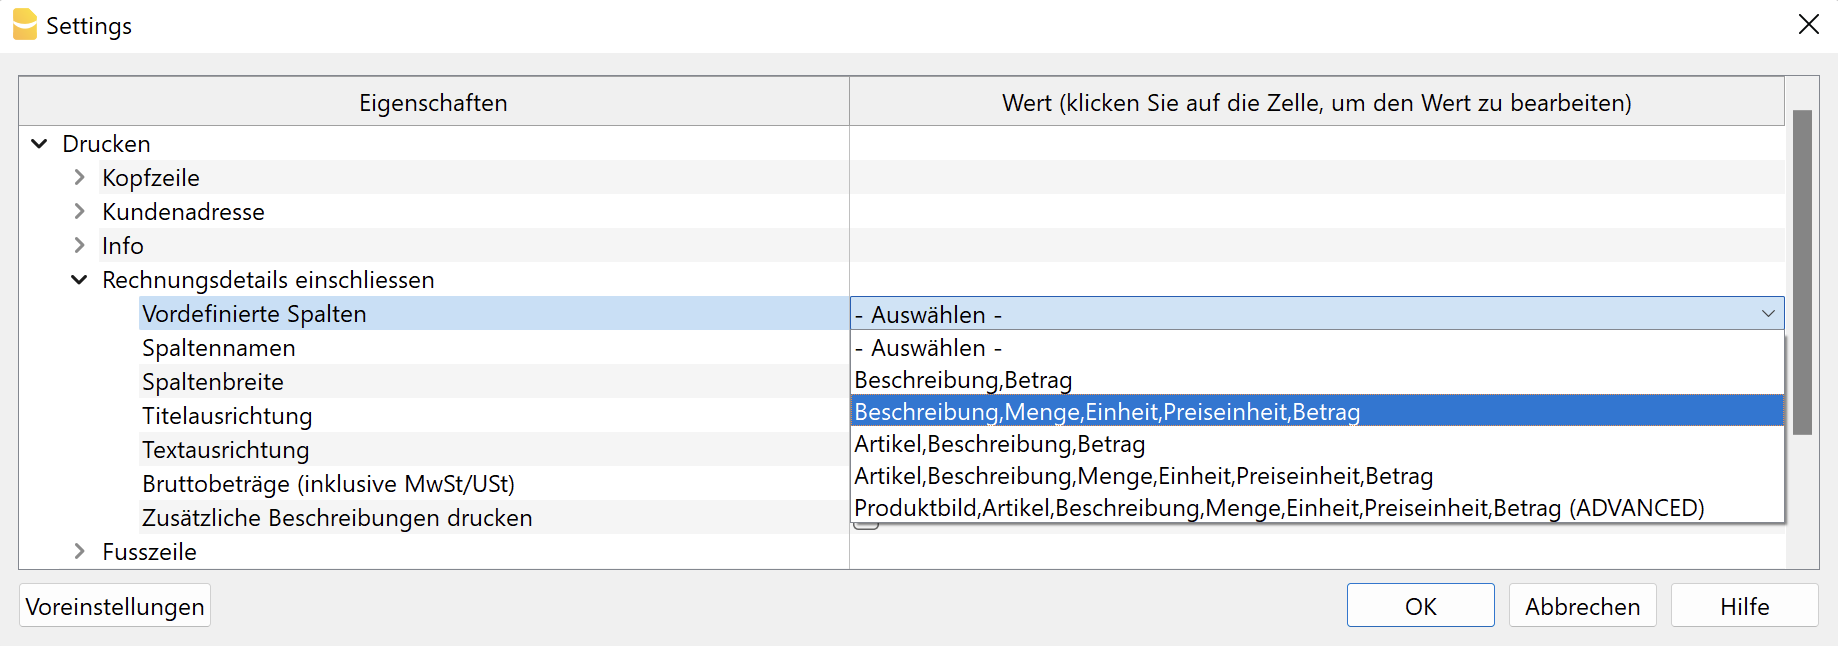 Settings
Eigenschaften
Wert (klicken Sie auf die Zelle, um den Wert zu bearbeiten)
Drucken
Kopfzeile
Kundenadresse
Info
Rechnungsdetails einschliessen
Vordefinierte Spalten
- Auswählen -
Spaltennamen
- Auswählen -
Spaltenbreite
Beschreibung,Betrag
Titelausrichtung
Beschreibung,Menge,Einheit,Preiseinheit,Betrag
Textausrichtung
Artikel,Beschreibung,Betrag
Bruttobeträge (inklusive MwSt/USt)
Artikel,Beschreibung,Menge,Einheit,Preiseinheit,Betrag
Zusätzliche Beschreibungen drucken
Produktbild,Artikel,Beschreibung,Menge,Einheit,Preiseinheit,Betrag (ADVANCED)
Fusszeile
Voreinstellungen
OK
Abbrechen
Hilfe